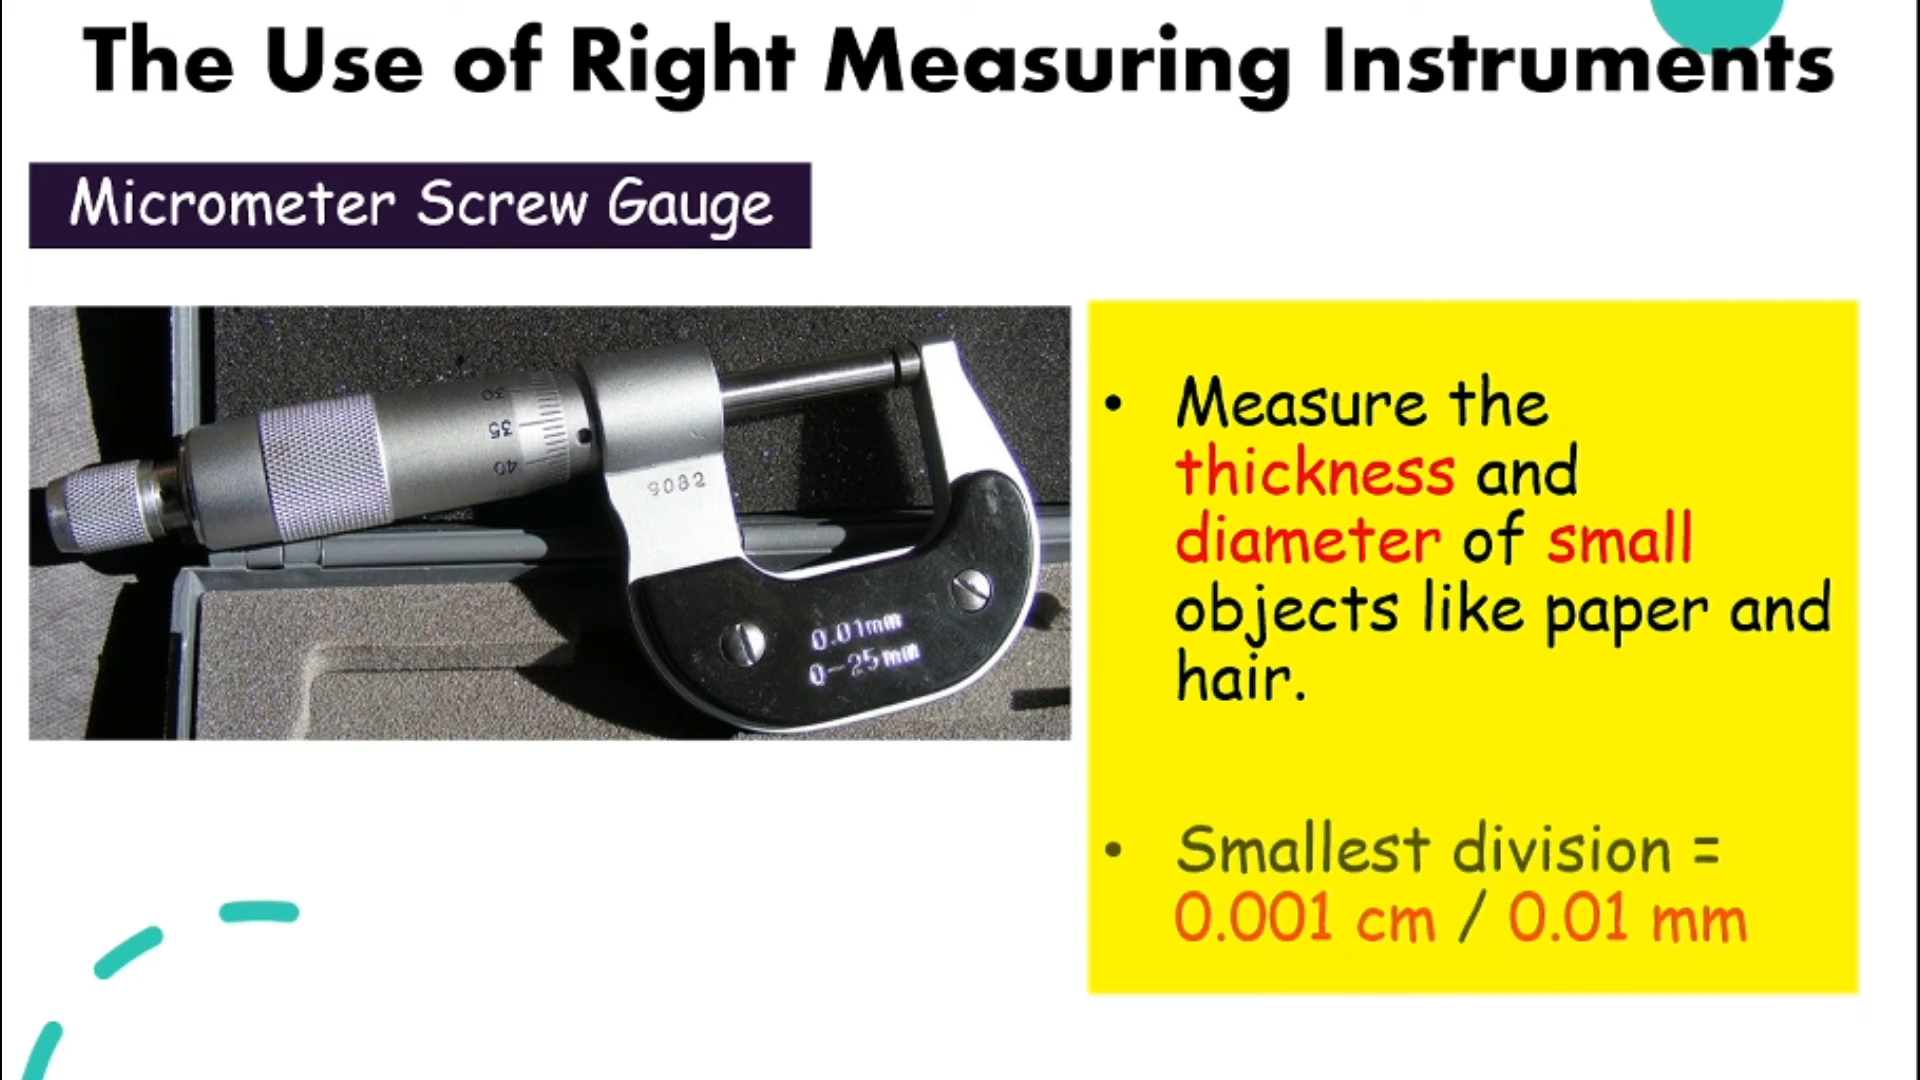 The Use of Right Measuring Instruments
Micrometer Screw Gauge
30
35
40
9082
0.01mm
0-25mm
• Measure the
thickness and
diameter of small
objects like paper and
hair.
• Smallest division =
0.001 cm / 0.01 mm